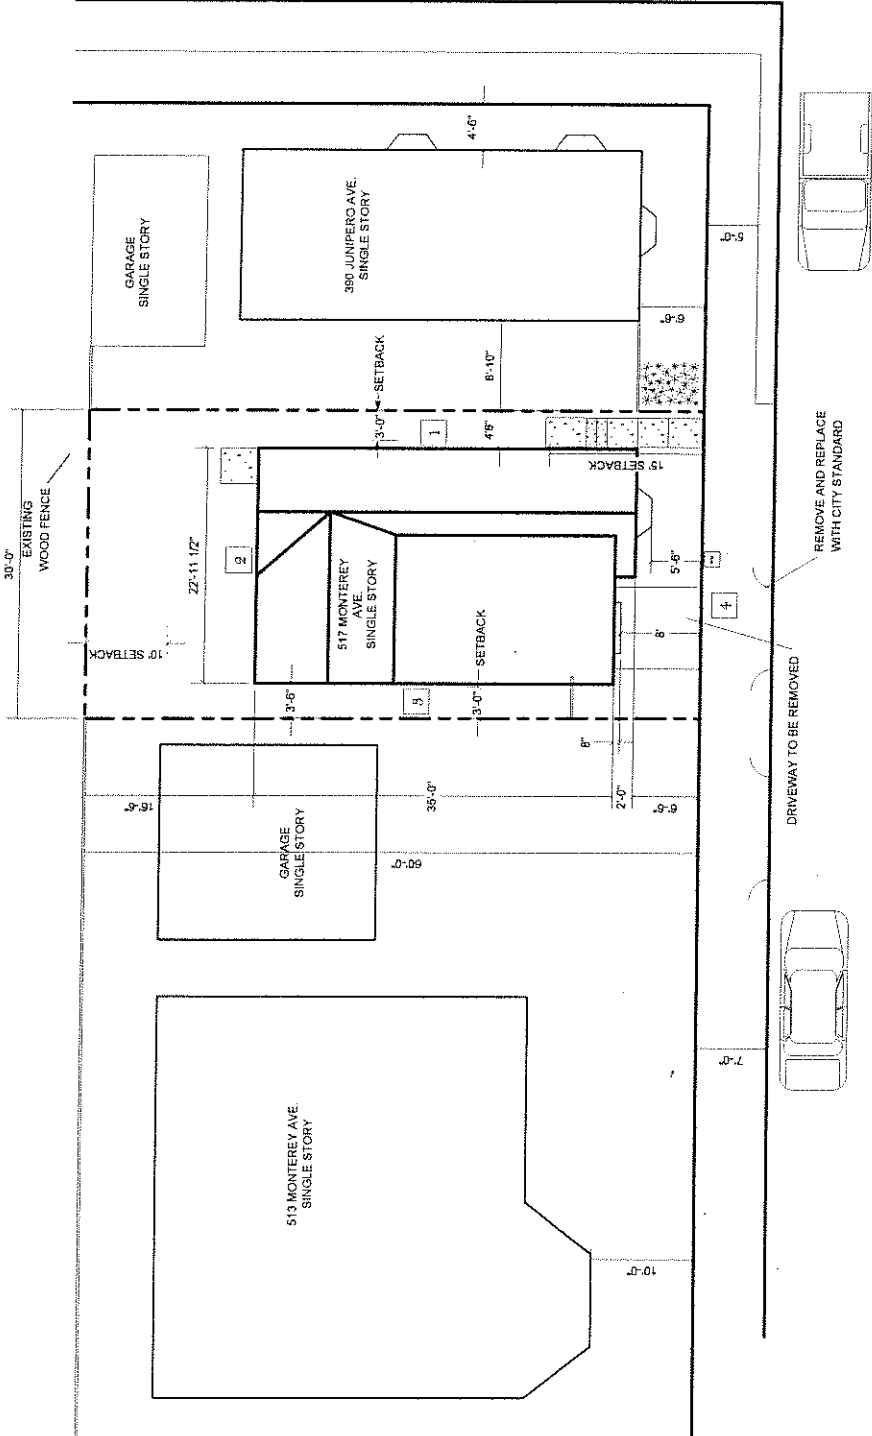 4'-6"
GARAGE
SINGLE STORY
390 JUNIPERO AVE.
SINGLE STORY
5'-0"
6'-6"
8'-10"
SETBACK
3'-0"
1
4'6"
15' SETBACK
30'-0"
EXISTING
WOOD FENCE
2
22'-11 1/2"
10' SETBACK
517 MONTEREY
AVE.
SINGLE STORY
SETBACK
5'-6"
4
8'
REMOVE AND REPLACE
WITH CITY STANDARD
3'-6"
3
3'-0"
8"
DRIVEWAY TO BE REMOVED
16'-6"
35'-0"
2'-0"
6'-6"
GARAGE
SINGLE STORY
60'-0"
7'-0"
513 MONTEREY AVE.
SINGLE STORY
10'-0"